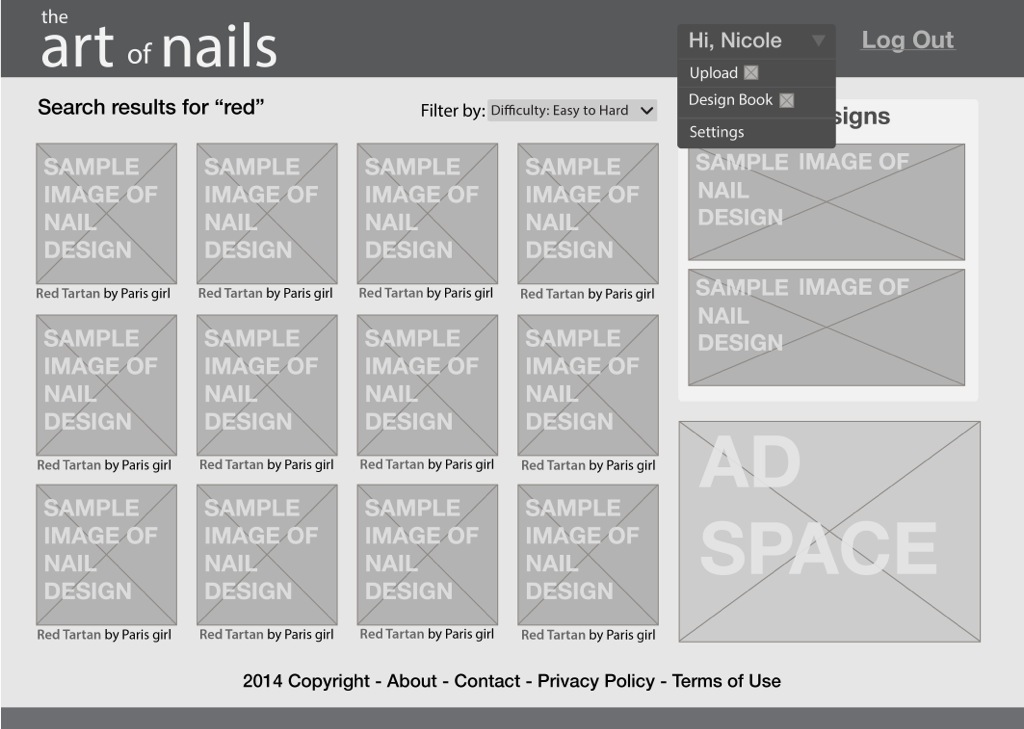 the
art of nails
Hi, Nicole
Log Out
Upload
Design Book
Settings
Search results for “red”
Filter by: Difficulty: Easy to Hard
SAMPLE
IMAGE OF
NAIL
DESIGN
SAMPLE
IMAGE OF
NAIL
DESIGN
SAMPLE
IMAGE OF
NAIL
DESIGN
SAMPLE
IMAGE OF
NAIL
DESIGN
Red Tartan by Paris girl
Red Tartan by Paris girl
Red Tartan by Paris girl
Red Tartan by Paris girl
SAMPLE
IMAGE OF
NAIL
DESIGN
SAMPLE
IMAGE OF
NAIL
DESIGN
SAMPLE
IMAGE OF
NAIL
DESIGN
SAMPLE
IMAGE OF
NAIL
DESIGN
Red Tartan by Paris girl
Red Tartan by Paris girl
Red Tartan by Paris girl
Red Tartan by Paris girl
SAMPLE
IMAGE OF
NAIL
DESIGN
SAMPLE
IMAGE OF
NAIL
DESIGN
SAMPLE
IMAGE OF
NAIL
DESIGN
SAMPLE
IMAGE OF
NAIL
DESIGN
Red Tartan by Paris girl
Red Tartan by Paris girl
Red Tartan by Paris girl
Red Tartan by Paris girl
SAMPLE IMAGE OF
NAIL
DESIGN
SAMPLE IMAGE OF
NAIL
DESIGN
AD
SPACE
2014 Copyright - About - Contact - Privacy Policy - Terms of Use